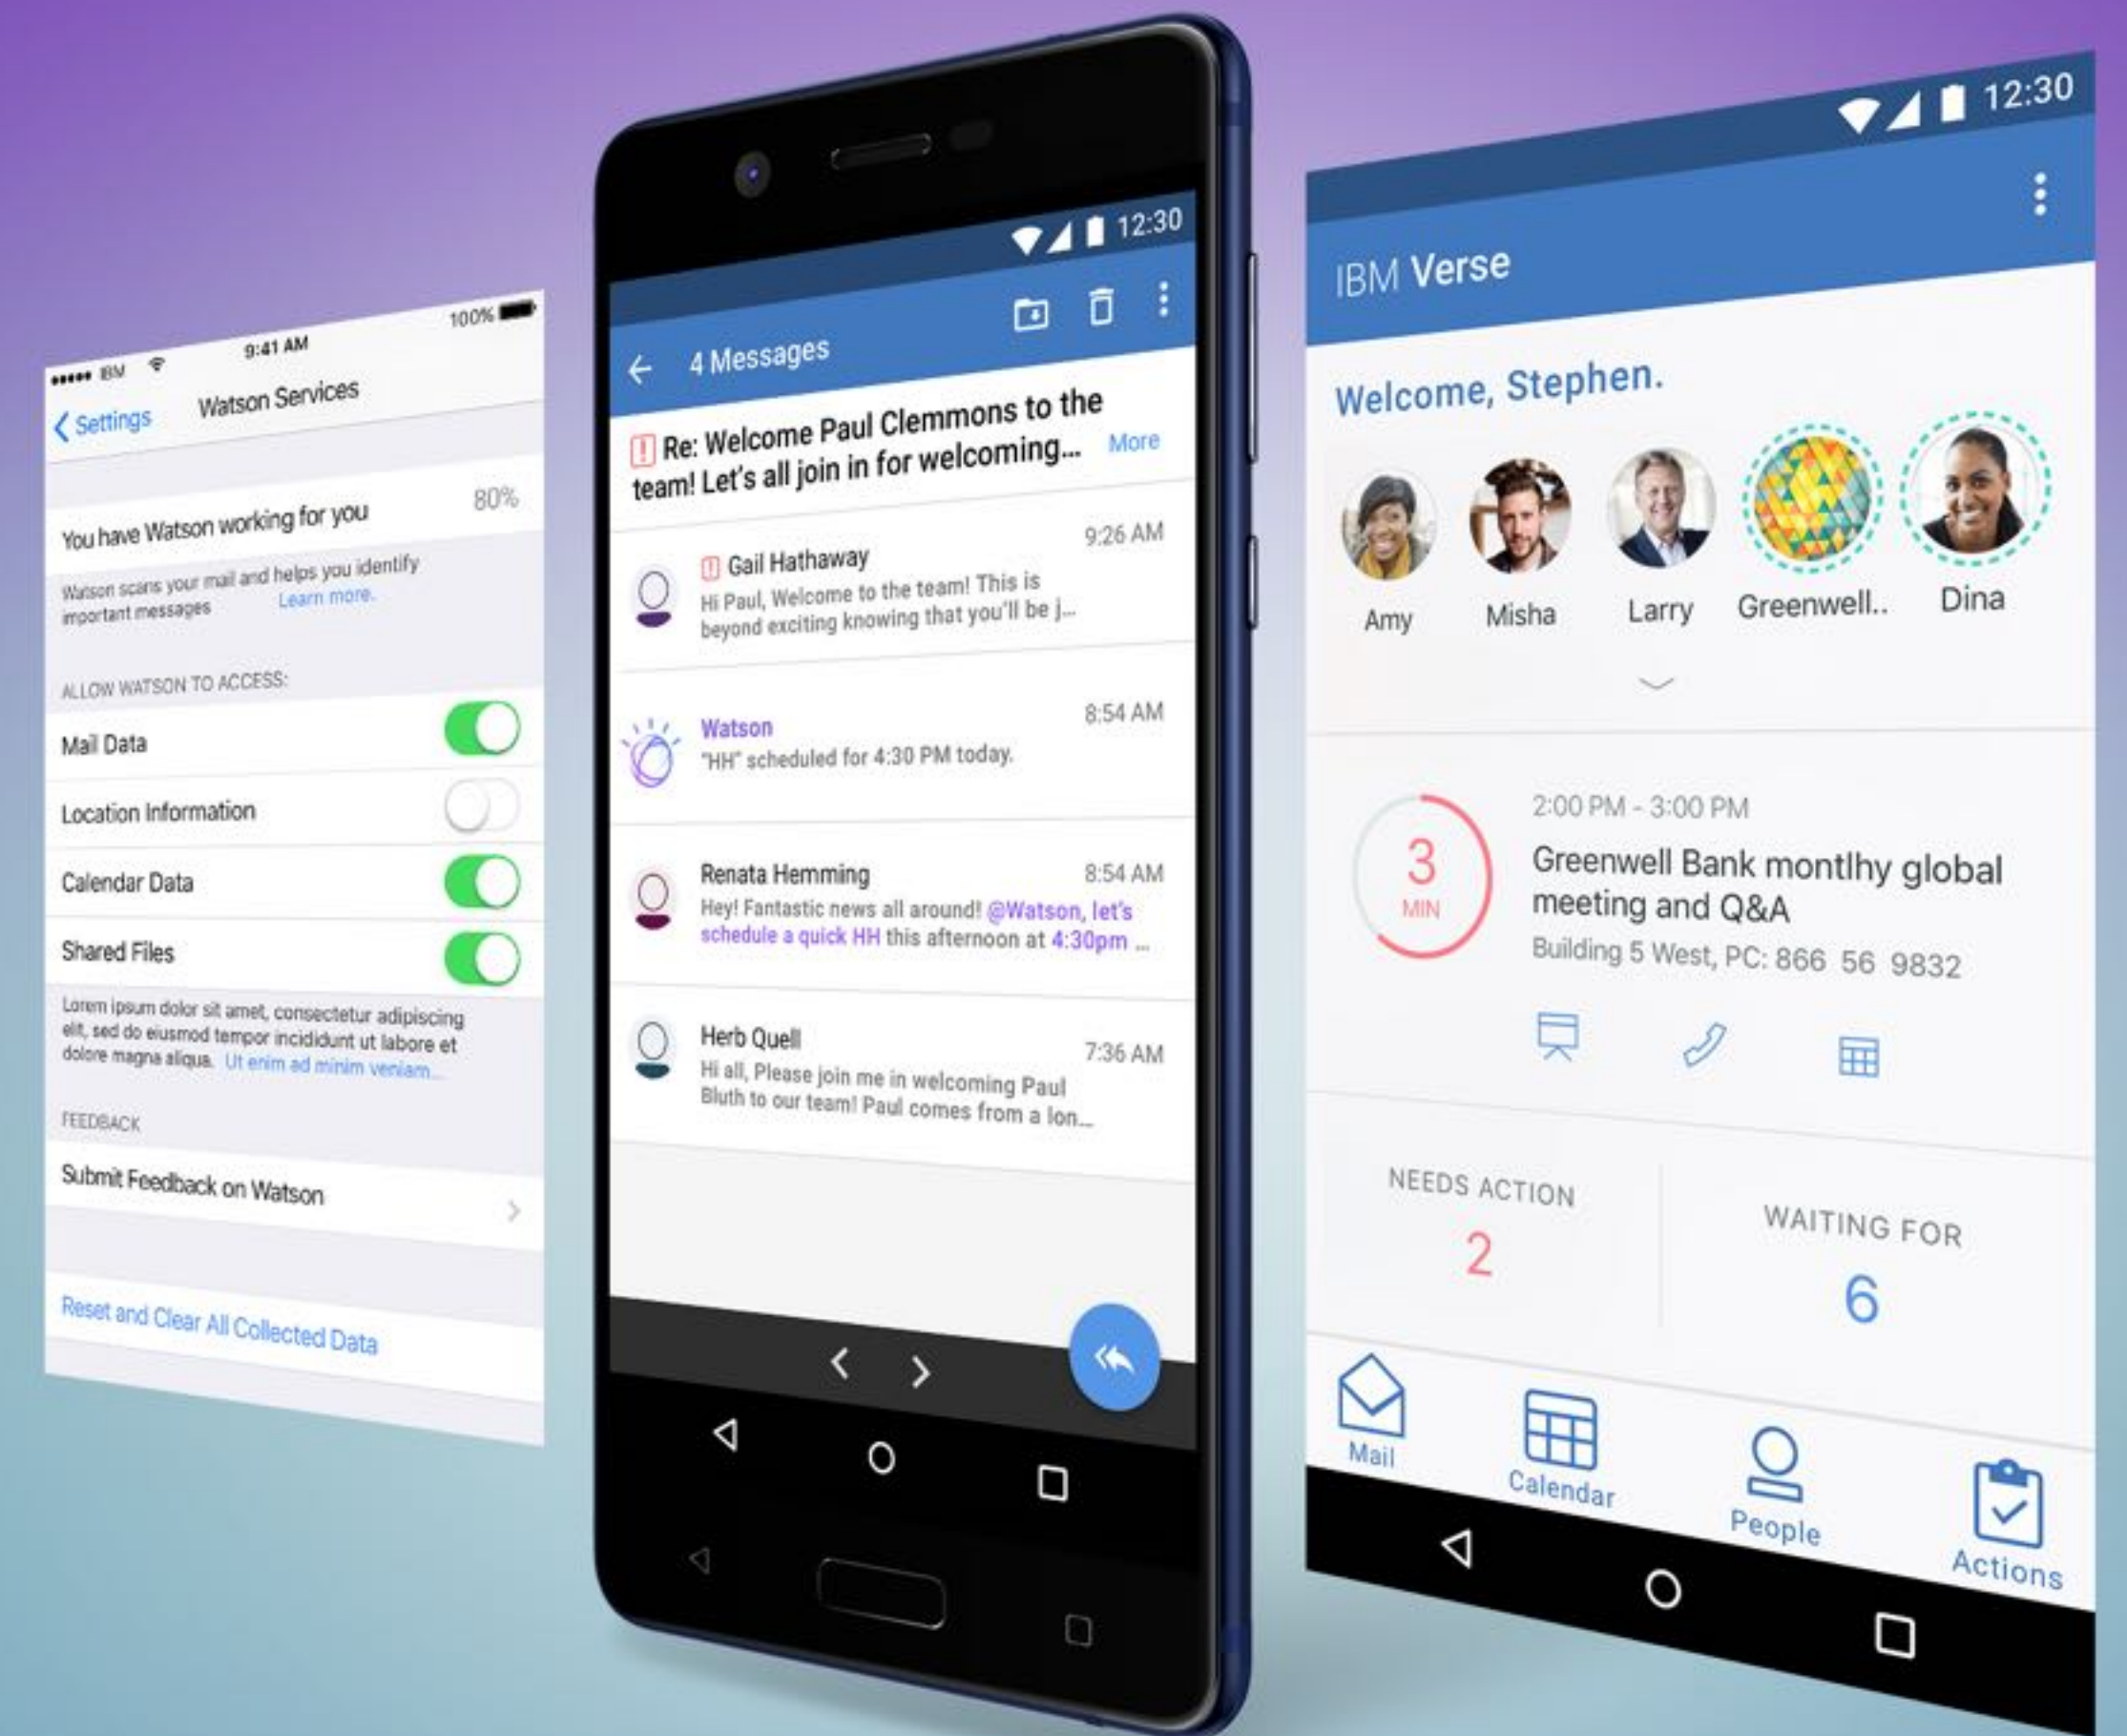 IBM
9:41 AM
100%
Settings
Watson Services
You have Watson working for you
80%
Watson scans your mail and helps you identify
important messages
Learn more.
ALLOW WATSON TO ACCESS:
Mail Data
Location Information
Calendar Data
Shared Files
Lorem ipsum dolor sit amet, consectetur adipiscing
elit, sed do eiusmod tempor incididunt ut labore et
dolore magna aliqua. Ut enim ad minim veniam...
FEEDBACK
Submit Feedback on Watson
Reset and Clear All Collected Data
12:30
4 Messages
Re: Welcome Paul Clemmons to the
team! Let's all join in for welcoming... More
Gail Hathaway
9:26 AM
Hi Paul, Welcome to the team! This is
beyond exciting knowing that you'll be j...
Watson
8:54 AM
"HH" scheduled for 4:30 PM today.
Renata Hemming
8:54 AM
Hey! Fantastic news all around! @Watson, let's
schedule a quick HH this afternoon at 4:30pm ...
Herb Quell
7:36 AM
Hi all, Please join me in welcoming Paul
Bluth to our team! Paul comes from a lon...
12:30
IBM Verse
Welcome, Stephen.
Amy
Misha
Larry
Greenwell..
Dina
3
MIN
2:00 PM - 3:00 PM
Greenwell Bank montlhy global
meeting and Q&A
Building 5 West, PC: 866 56 9832
NEEDS ACTION
2
WAITING FOR
6
Mail
Calendar
People
Actions